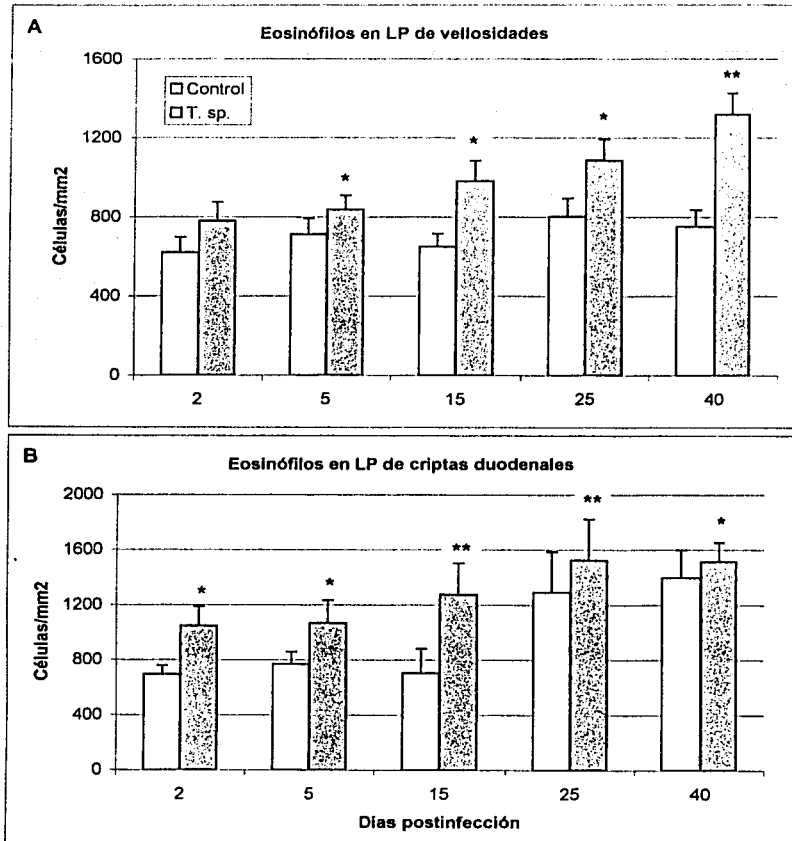 A
Eosinófilos en LP de vellosidades
1600
1200
800
400
0
Células/mm2
Control
T. sp.
*
*
*
**
2 5 15 25 40
B
Eosinófilos en LP de criptas duodenales
2000
1600
1200
800
400
0
Células/mm2
*
*
**
**
*
2 5 15 25 40
Dias postinfección